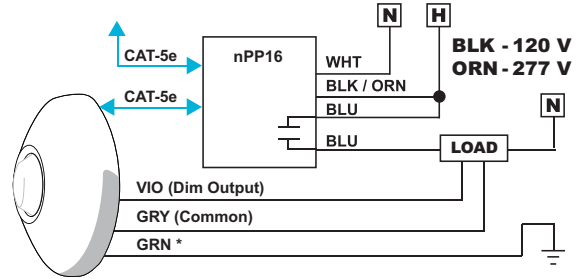 N
H
CAT-5e
nPP16
BLK - 120 V
ORN - 277 V
WHT
BLK / ORN
CAT-5e
BLU
N
BLU
LOAD
VIO (Dim Output)
GRY (Common)
GRN *